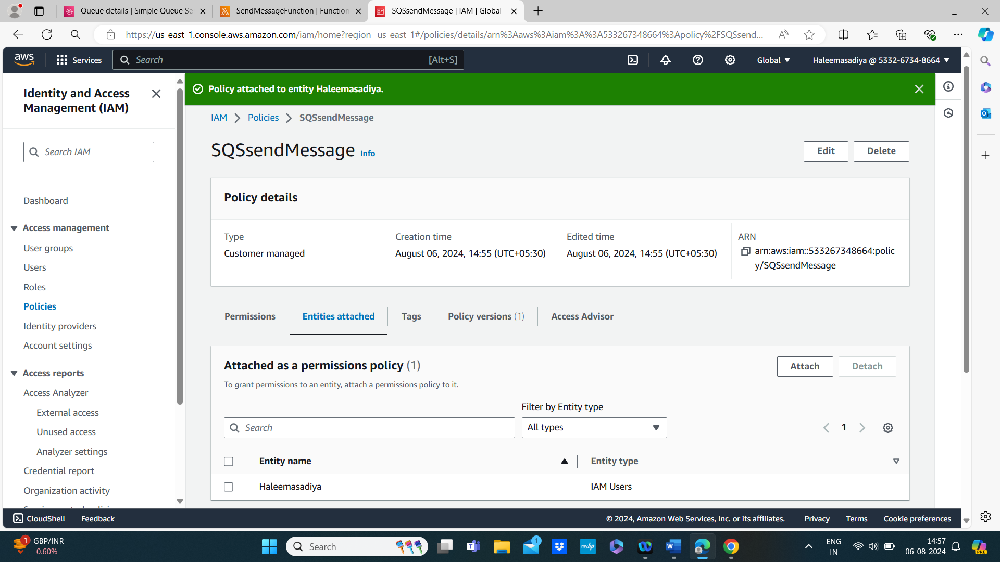 Queue details | Simple Queue Se
SendMessageFunction | Function
SQSsendMessage | IAM | Global
https://us-east-1.console.aws.amazon.com/iam/home?region=us-east-1#/policies/details/arn%3Aaws%3Aiam%3A%3A533267348664%3Apolicy%2FSQSsend...
aws
Services
Search
[Alt+S]
Global
Haleemasadiya @ 5332-6734-8664
Identity and Access
Management (IAM)
Search IAM
Dashboard
Access management
User groups
Users
Roles
Policies
Identity providers
Account settings
Access reports
Access Analyzer
External access
Unused access
Analyzer settings
Credential report
Organization activity
Policy attached to entity Haleemasadiya.
IAM > Policies > SQSsendMessage
SQSsendMessage Info
Edit
Delete
Policy details
Type
Customer managed
Creation time
August 06, 2024, 14:55 (UTC+05:30)
Edited time
August 06, 2024, 14:55 (UTC+05:30)
ARN
arn:aws:iam::533267348664:polic
y/SQSsendMessage
Permissions
Entities attached
Tags
Policy versions (1)
Access Advisor
Attached as a permissions policy (1)
To grant permissions to an entity, attach a permissions policy to it.
Attach
Detach
Filter by Entity type
Search
All types
1
Entity name
Entity type
Haleemasadiya
IAM Users
CloudShell
Feedback
© 2024, Amazon Web Services, Inc. or its affiliates.
Privacy
Terms
Cookie preferences
1
GBP/INR
-0.60%
Search
1
myhp
ENG
IN
14:57
06-08-2024
PRE